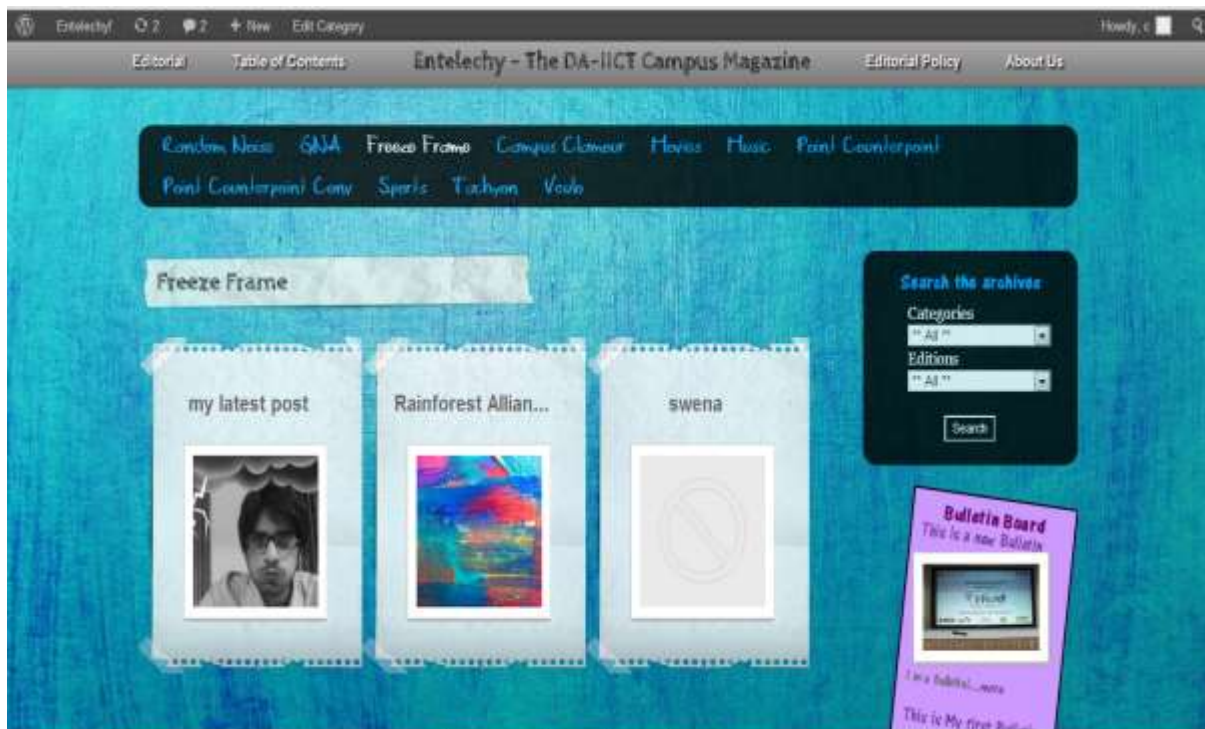 Entelechy! 2 2 + New Edit Category Howdy, c
Editorial Table of Contents Entelechy - The DA-IICT Campus Magazine Editorial Policy About Us
Random Noise QNA Freeze Frame Campus Clamour Movies Music Point Counterpoint
Point Counterpoint Conv Sports Tachyon
Freeze Frame
my latest post
Rainforest Allian...
swena
Search the archives
Categories
** All **
Editions
** All **
Search
Bulletin Board
This is a new Bulletin
This is My first